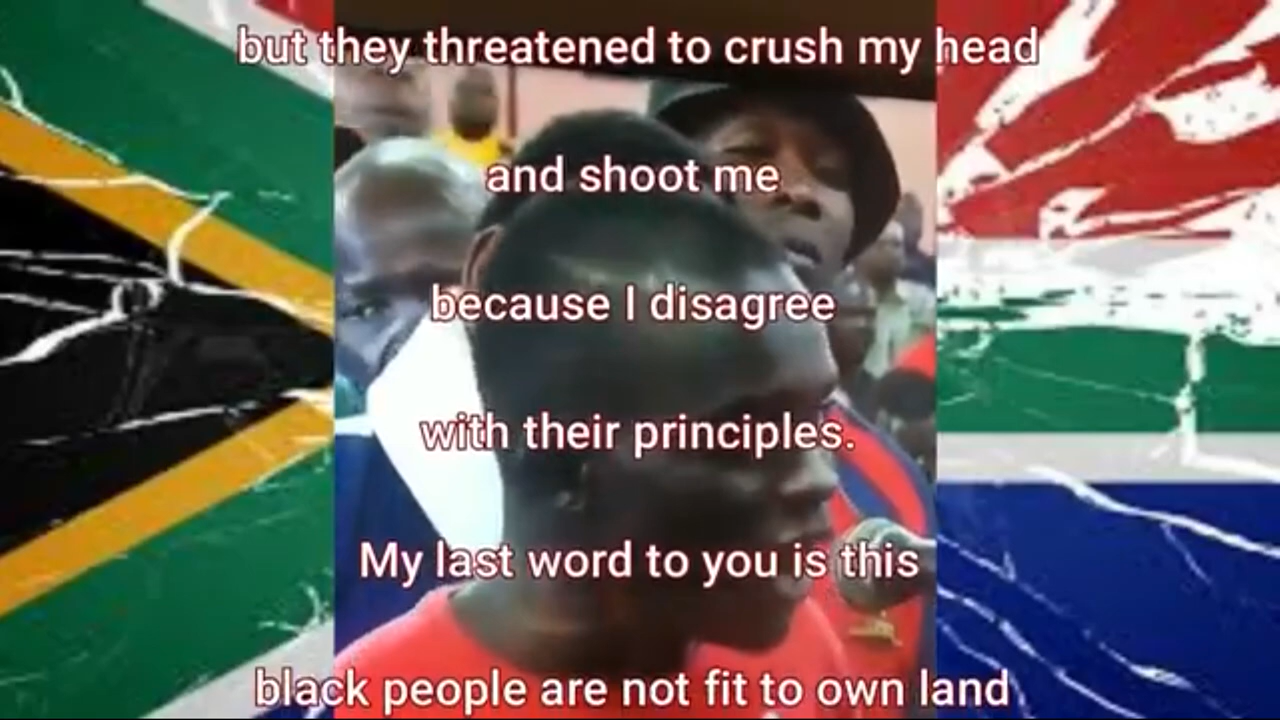 but they threatened to crush my head
and shoot me
because I disagree
with their principles.
My last word to you is this
black people are not fit to own land